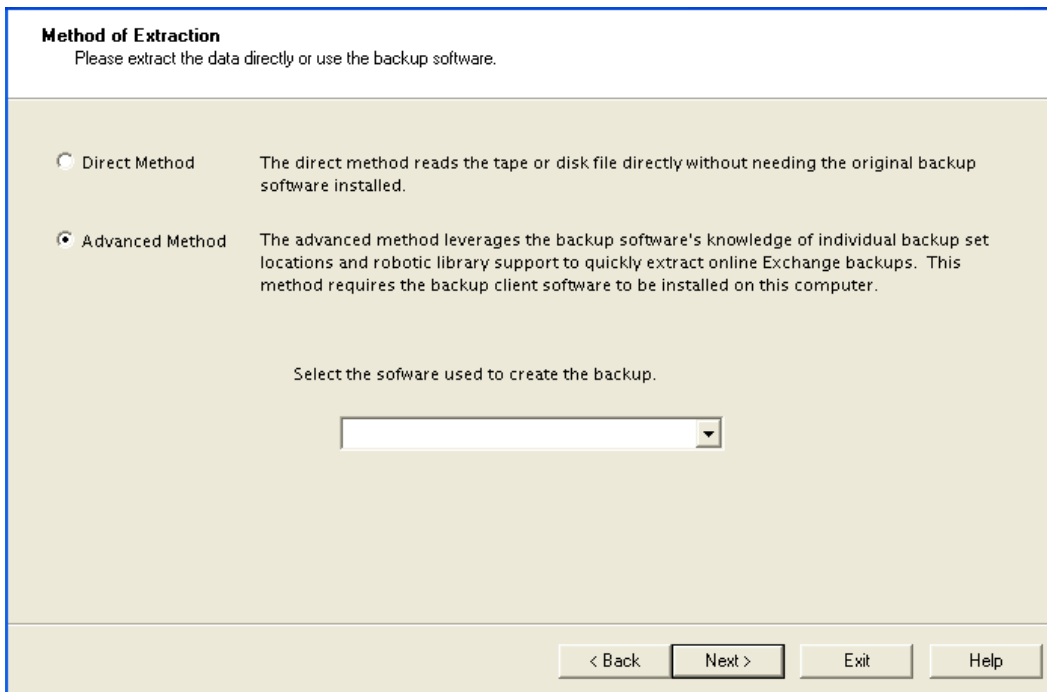 Method of Extraction
Please extract the data directly or use the backup software.
Direct Method
The direct method reads the tape or disk file directly without needing the original backup
software installed.
Advanced Method
The advanced method leverages the backup software's knowledge of individual backup set
locations and robotic library support to quickly extract online Exchange backups. This
method requires the backup client software to be installed on this computer.
Select the sofware used to create the backup.
< Back
Next >
Exit
Help